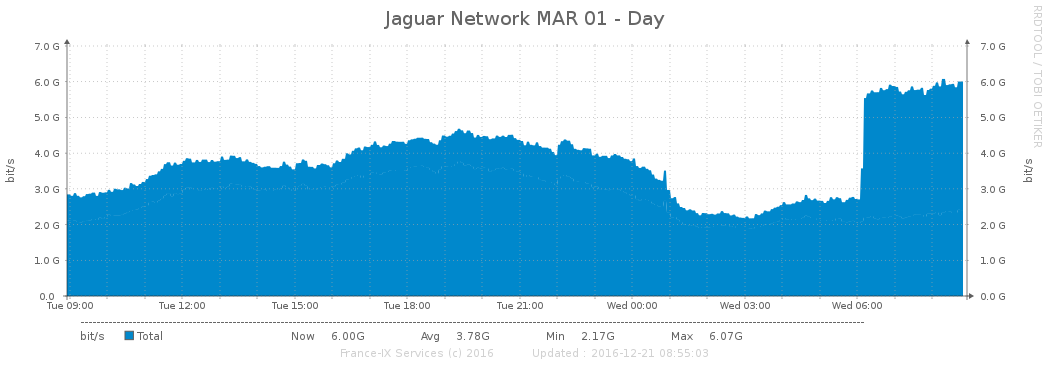 Jaguar Network MAR 01 - Day
RRDTOOL / TOBI OETIKER
7.0 G 7.0 G
6.0 G 6.0 G
5.0 G 5.0 G
4.0 G 4.0 G
3.0 G 3.0 G
2.0 G 2.0 G
1.0 G 1.0 G
0.0 0.0 G
bit/s bit/s
Tue 09:00 Tue 12:00 Tue 15:00 Tue 18:00 Tue 21:00 Wed 00:00 Wed 03:00 Wed 06:00
bit/s Total Now 6.00G Avg 3.78G Min 2.17G Max 6.07G
France-IX Services (c) 2016 Updated : 2016-12-21 08:55:03